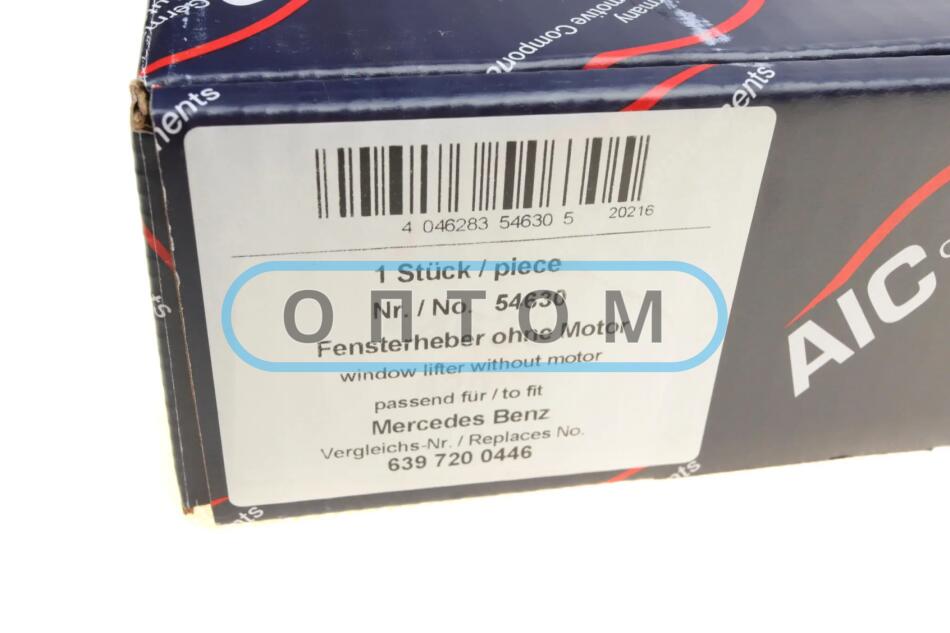 4 046283 54630 5
20216
1 Stück / piece
Nr. / No. 54630
Fensterheber ohne Motor
window lifter without motor
passend für / to fit
Mercedes Benz
Vergleichs-Nr. / Replaces No.
639 720 0446
ОПТОМ
AIC